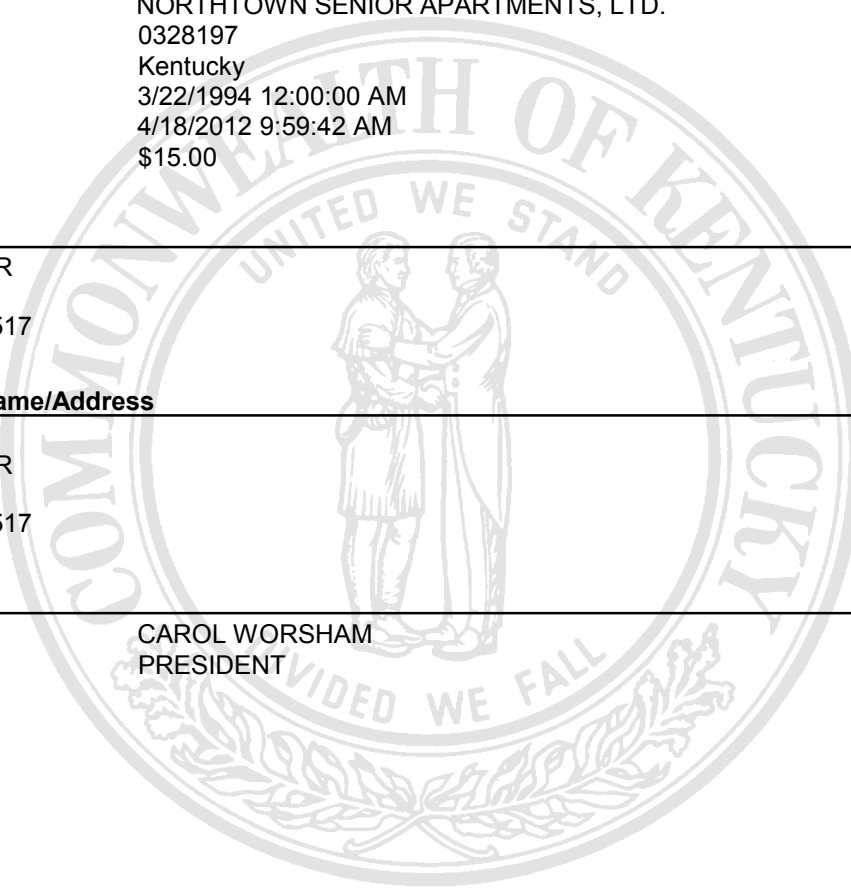 NORTHTOWN SENIOR APARTMENTS, LTD.
0328197
Kentucky
3/22/1994 12:00:00 AM
4/18/2012 9:59:42 AM
$15.00
R
517
ame/Address
R
517
CAROL WORSHAM
PRESIDENT
COMMONWEALTH OF KENTUCKY
UNITED WE STAND
DIVIDED WE FALL